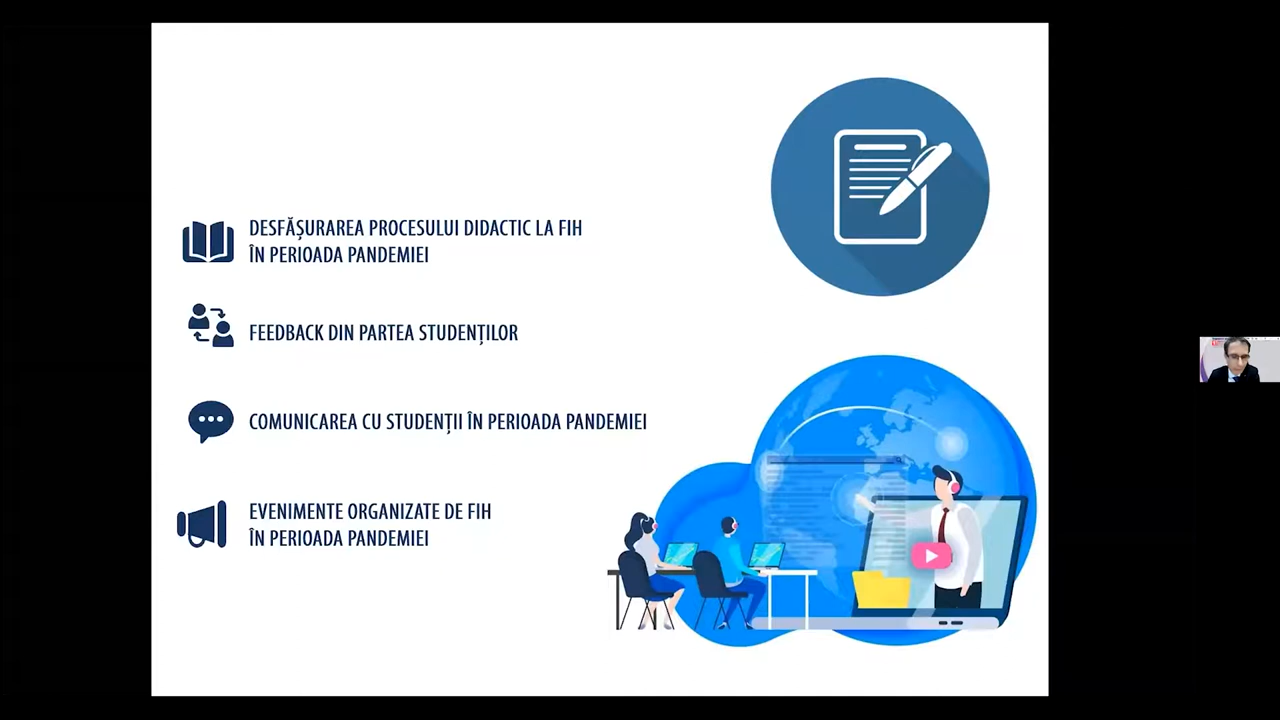 DESFĂȘURAREA PROCESULUI DIDACTIC LA FIH
ÎN PERIOADA PANDEMIEI
FEEDBACK DIN PARTEA STUDENȚILOR
COMUNICAREA CU STUDENȚII ÎN PERIOADA PANDEMIEI
EVENIMENTE ORGANIZATE DE FIH
ÎN PERIOADA PANDEMIEI